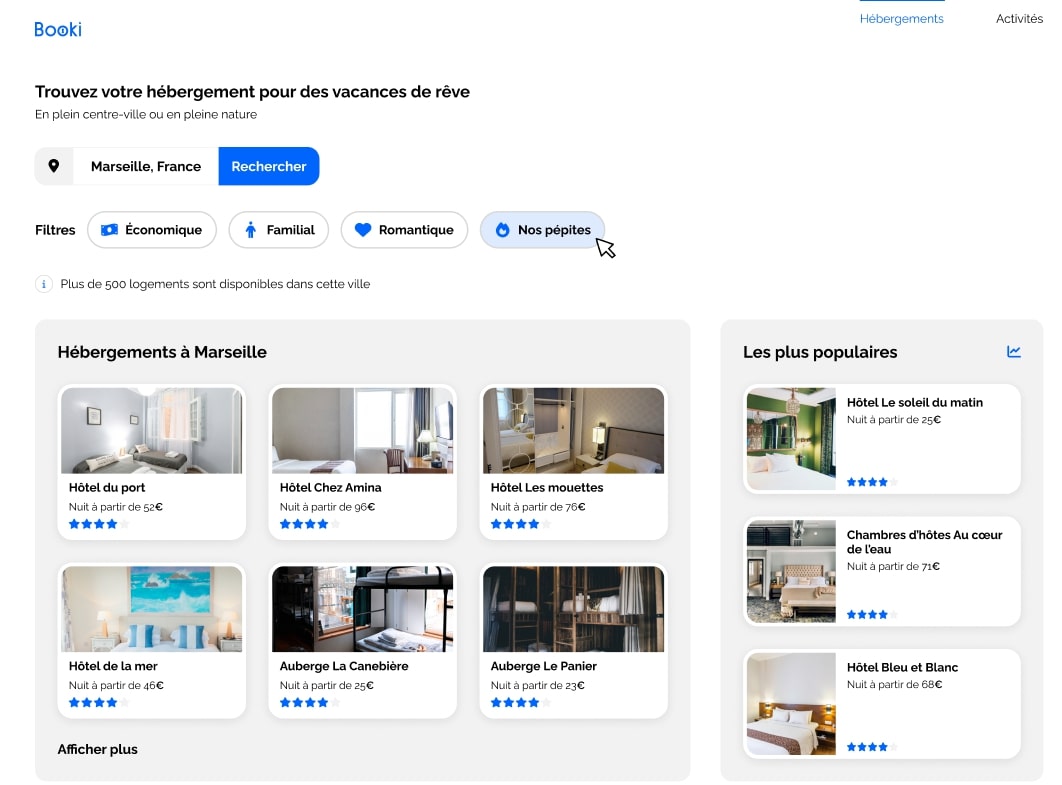 Booki
Hébergements
Activités
Trouvez votre hébergement pour des vacances de rêve
En plein centre-ville ou en pleine nature
Marseille, France
Rechercher
Filtres
Économique
Familial
Romantique
Nos pépites
i
Plus de 500 logements sont disponibles dans cette ville
Hébergements à Marseille
Hôtel du port
Nuit à partir de 52€
Hôtel Chez Amina
Nuit à partir de 96€
Hôtel Les mouettes
Nuit à partir de 76€
Hôtel de la mer
Nuit à partir de 46€
Auberge La Canebière
Nuit à partir de 25€
Auberge Le Panier
Nuit à partir de 23€
Afficher plus
Les plus populaires
Hôtel Le soleil du matin
Nuit à partir de 25€
Chambres d’hôtes Au cœur
de l’eau
Nuit à partir de 71€
Hôtel Bleu et Blanc
Nuit à partir de 68€